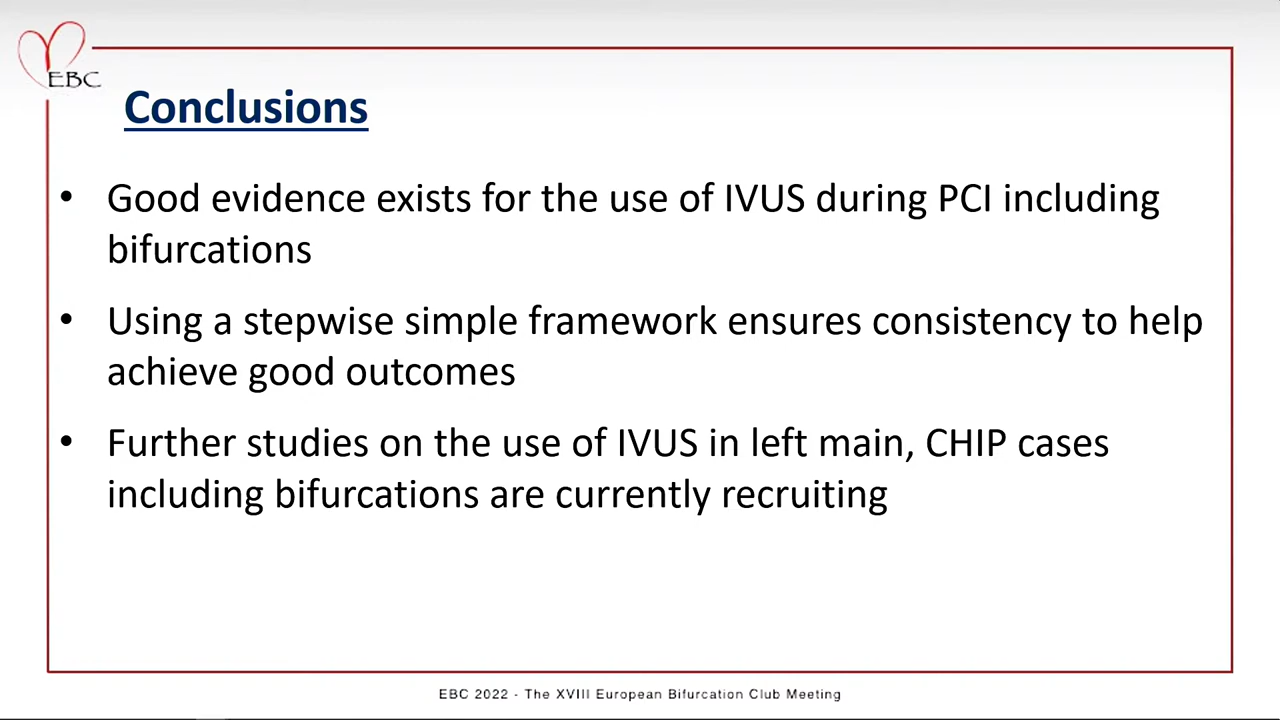 EBC
Conclusions
• Good evidence exists for the use of IVUS during PCI including
bifurcations
• Using a stepwise simple framework ensures consistency to help
achieve good outcomes
• Further studies on the use of IVUS in left main, CHIP cases
including bifurcations are currently recruiting
EBC 2022 - The XVIII European Bifurcation Club Meeting